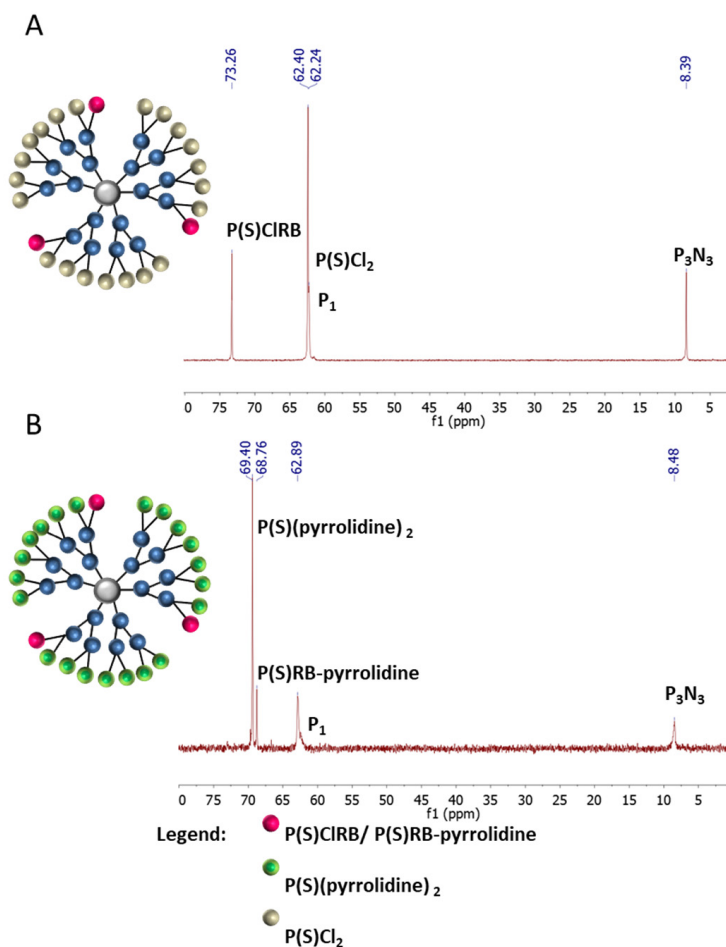 A
-73.26
62.40
62.24
-8.39
P(S)ClRB
P(S)Cl2
P1
P3N3
80 75 70 65 60 55 50 45 40 35 30 25 20 15 10 5
f1 (ppm)
B
69.40
68.76
-62.89
-8.48
P(S)(pyrrolidine) 2
P(S)RB-pyrrolidine
P1
P3N3
80 75 70 65 60 55 50 45 40 35 30 25 20 15 10 5
f1 (ppm)
Legend:
P(S)ClRB/ P(S)RB-pyrrolidine
P(S)(pyrrolidine) 2
P(S)Cl2